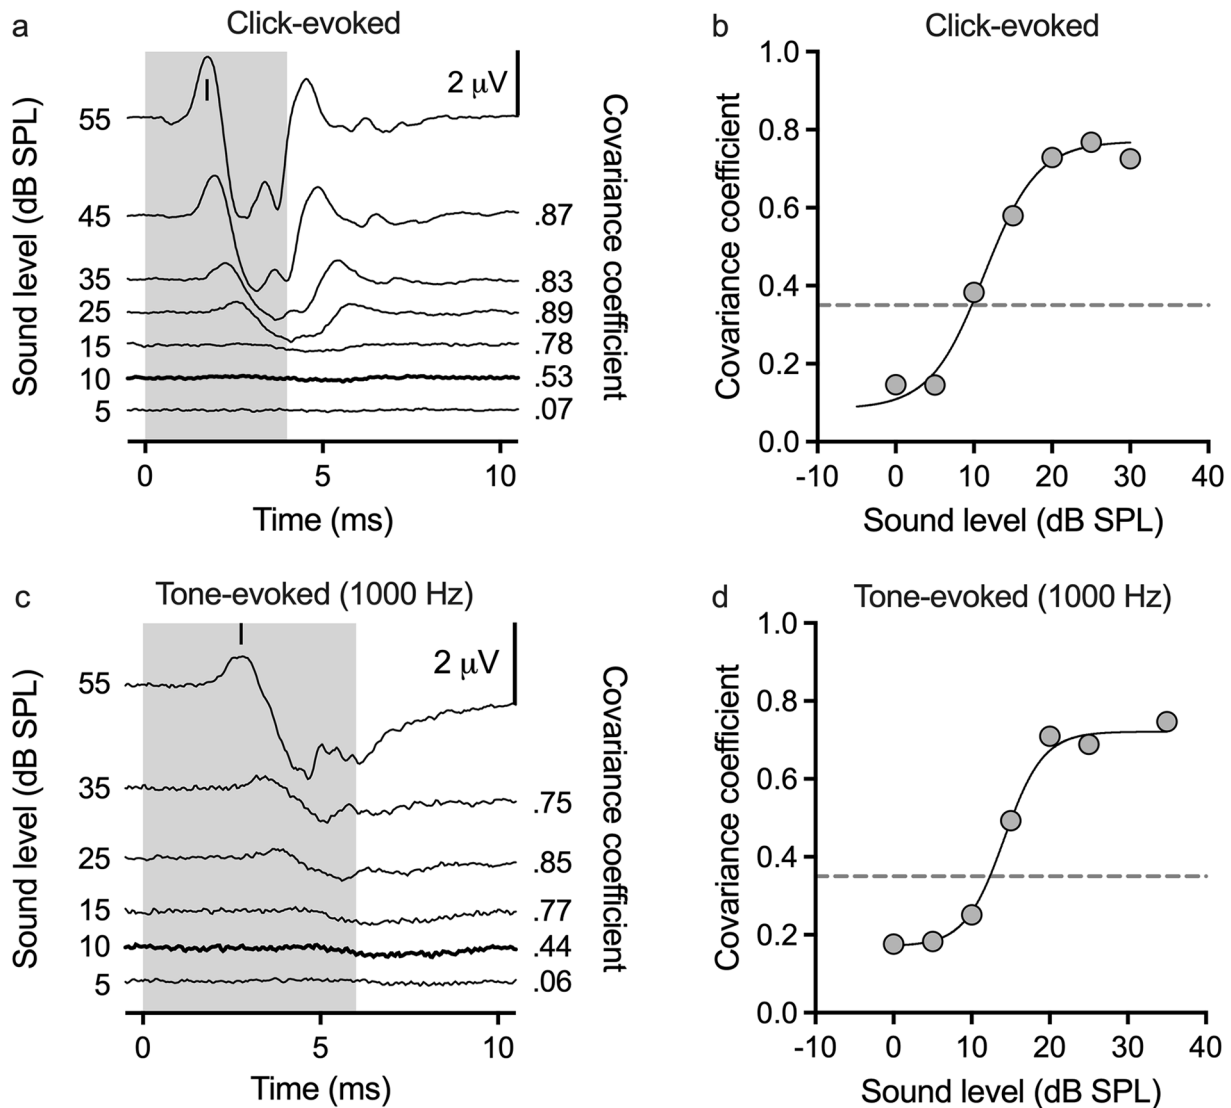 a
Click-evoked
2 μV
Sound level (dB SPL)
55
45
35
25
15
10
5
.87
.83
.89
.78
.53
.07
Covariance coefficient
0
5
10
Time (ms)
b
Click-evoked
Covariance coefficient
1.0
0.8
0.6
0.4
0.2
0.0
-10
0
10
20
30
40
Sound level (dB SPL)
c
Tone-evoked (1000 Hz)
2 μV
Sound level (dB SPL)
55
35
25
15
10
5
.75
.85
.77
.44
.06
Covariance coefficient
0
5
10
Time (ms)
d
Tone-evoked (1000 Hz)
Covariance coefficient
1.0
0.8
0.6
0.4
0.2
0.0
-10
0
10
20
30
40
Sound level (dB SPL)